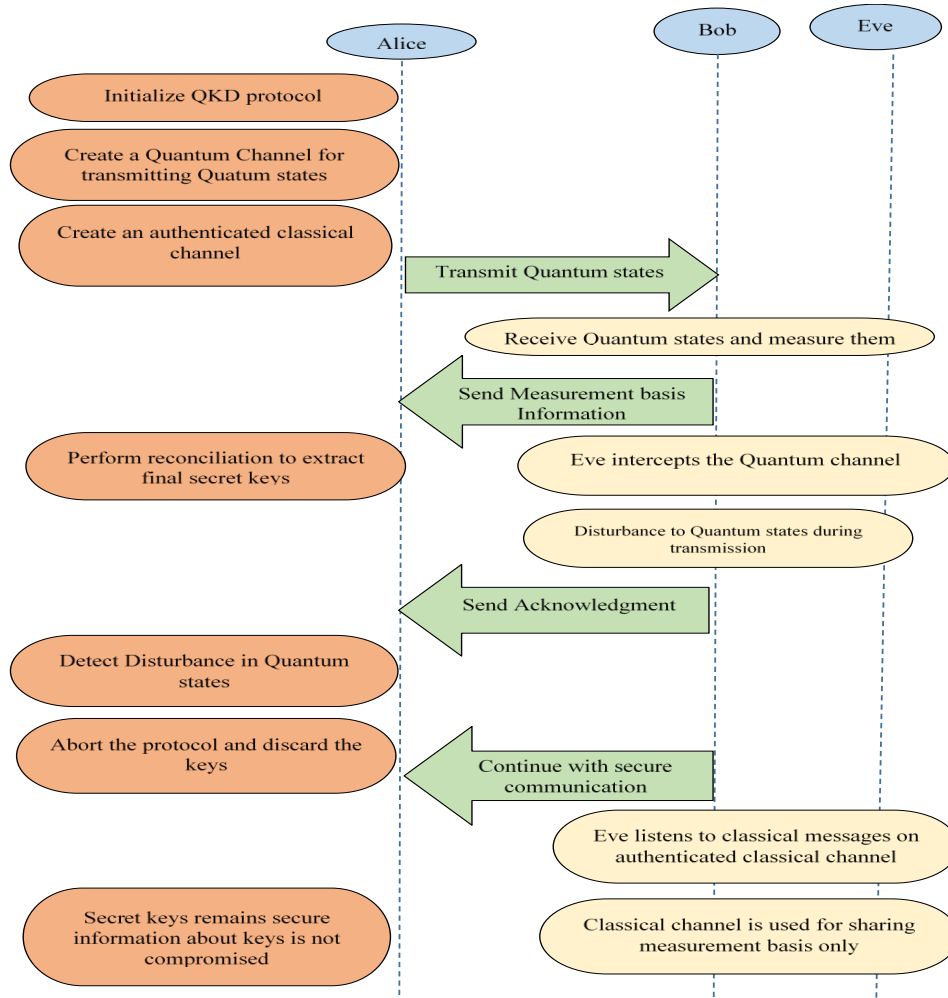 Alice
Bob
Eve
Initialize QKD protocol
Create a Quantum Channel for
transmitting Quatum states
Create an authenticated classical
channel
Transmit Quantum states
Receive Quantum states and measure them
Send Measurement basis
Information
Perform reconciliation to extract
final secret keys
Eve intercepts the Quantum channel
Disturbance to Quantum states during
transmission
Send Acknowledgment
Detect Disturbance in Quantum
states
Abort the protocol and discard the
keys
Continue with secure
communication
Eve listens to classical messages on
authenticated classical channel
Secret keys remains secure
information about keys is not
compromised
Classical channel is used for sharing
measurement basis only